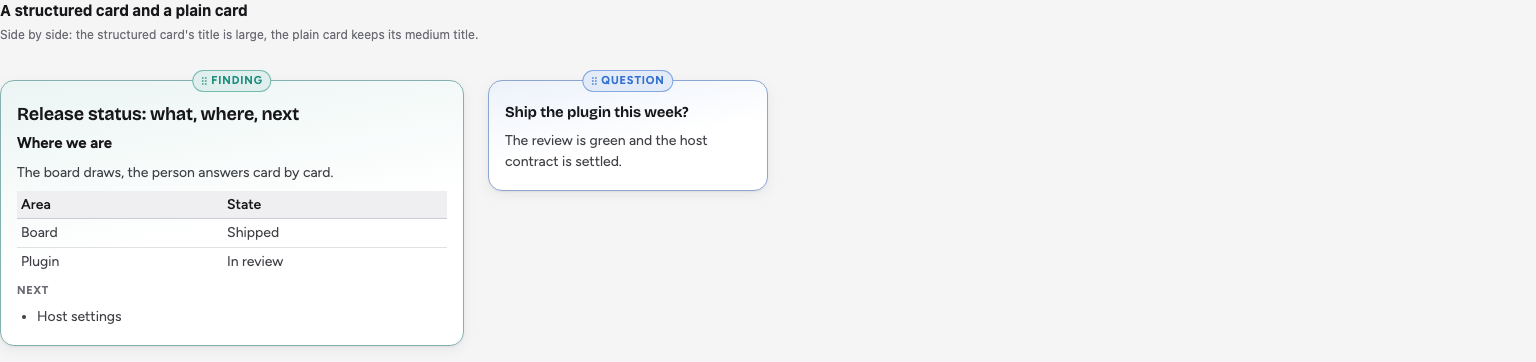 A structured card and a plain card
Side by side: the structured card's title is large, the plain card keeps its medium title.
FINDING
Release status: what, where, next
Where we are
The board draws, the person answers card by card.
Area State
Board Shipped
Plugin In review
NEXT
• Host settings
QUESTION
Ship the plugin this week?
The review is green and the host
contract is settled.